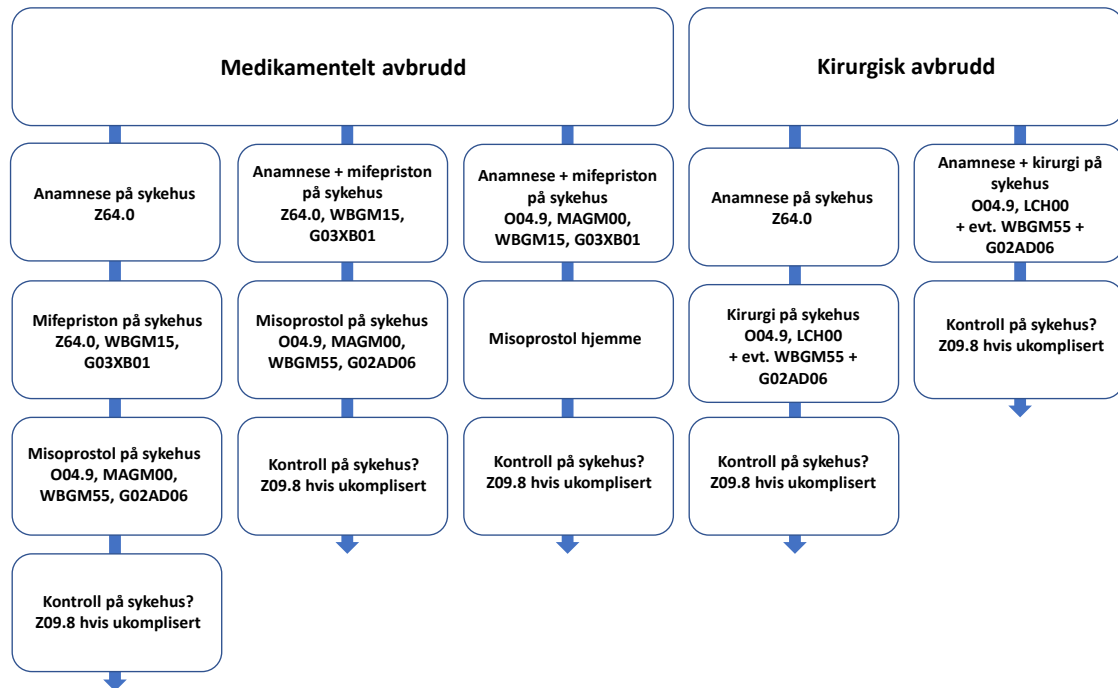 Medikamentelt avbrudd
Kirurgisk avbrudd
Anamnese på sykehus
Z64.0
Mifepriston på sykehus
Z64.0, WBGM15,
G03XB01
Misoprostol på sykehus
O04.9, MAGM00,
WBGM55, G02AD06
Kontroll på sykehus?
Z09.8 hvis ukomplisert
Anamnese + mifepriston
på sykehus
Z64.0, WBGM15,
G03XB01
Misoprostol på sykehus
O04.9, MAGM00,
WBGM55, G02AD06
Kontroll på sykehus?
Z09.8 hvis ukomplisert
Anamnese + mifepriston
på sykehus
O04.9, MAGM00,
WBGM15, G03XB01
Misoprostol hjemme
Kontroll på sykehus?
Z09.8 hvis ukomplisert
Anamnese på sykehus
Z64.0
Kirurgi på sykehus
O04.9, LCH00
+ evt. WBGM55 +
G02AD06
Kontroll på sykehus?
Z09.8 hvis ukomplisert
Anamnese + kirurgi på
sykehus
O04.9, LCH00
+ evt. WBGM55 +
G02AD06
Kontroll på sykehus?
Z09.8 hvis ukomplisert